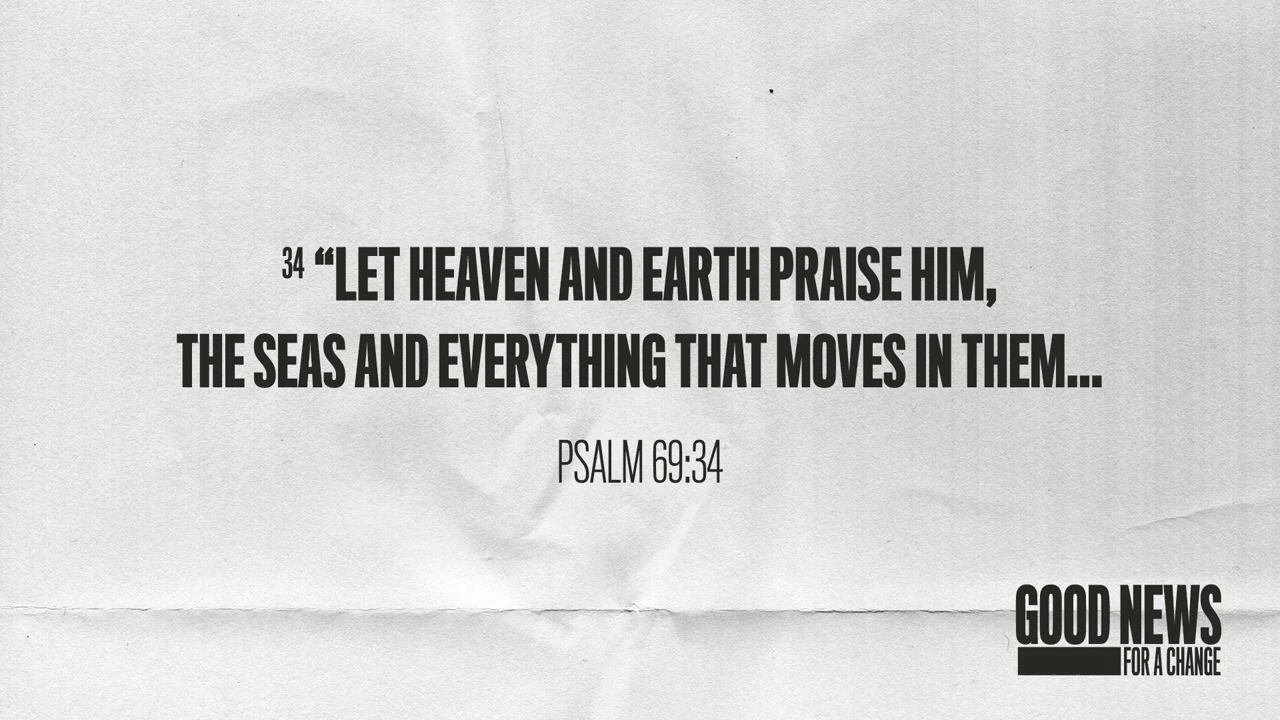 34 “LET HEAVEN AND EARTH PRAISE HIM,
THE SEAS AND EVERYTHING THAT MOVES IN THEM...
PSALM 69:34
GOOD NEWS
FOR A CHANGE